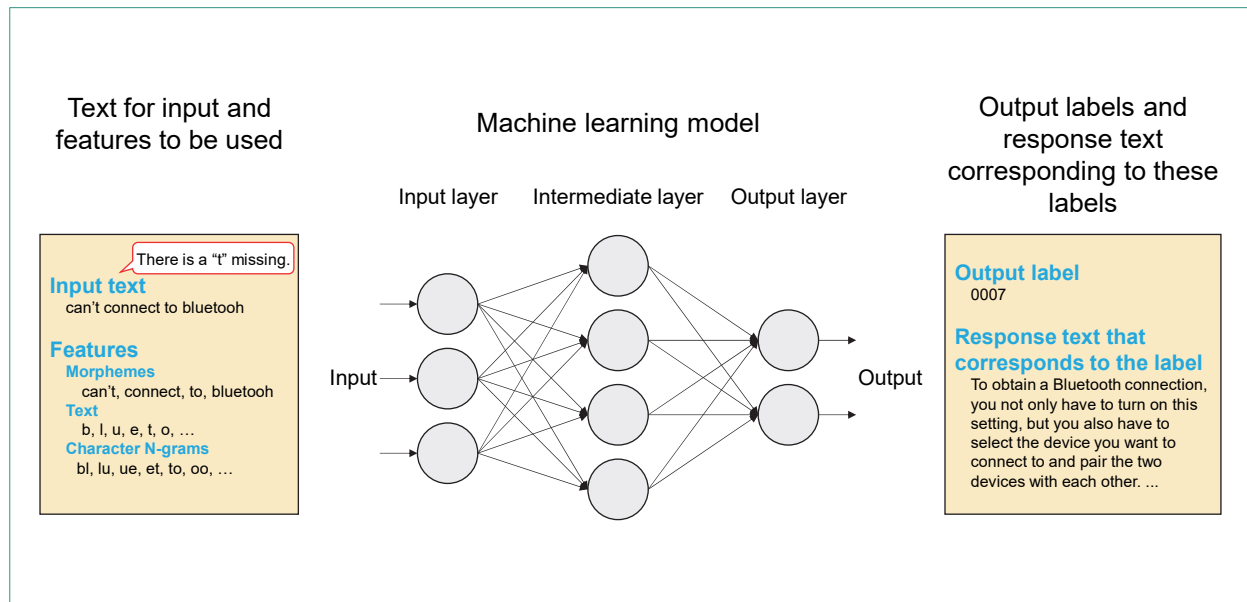 Text for input and
features to be used
There is a “t” missing.
Input text
can’t connect to bluetooh
Features
Morphemes
can’t, connect, to, bluetooh
Text
b, l, u, e, t, o, …
Character N-grams
bl, lu, ue, et, to, oo, …
Machine learning model
Input layer
Intermediate layer
Output layer
Input
Output
Output labels and
response text
corresponding to these
labels
Output label
0007
Response text that
corresponds to the label
To obtain a Bluetooth connection,
you not only have to turn on this
setting, but you also have to
select the device you want to
connect to and pair the two
devices with each other. ...